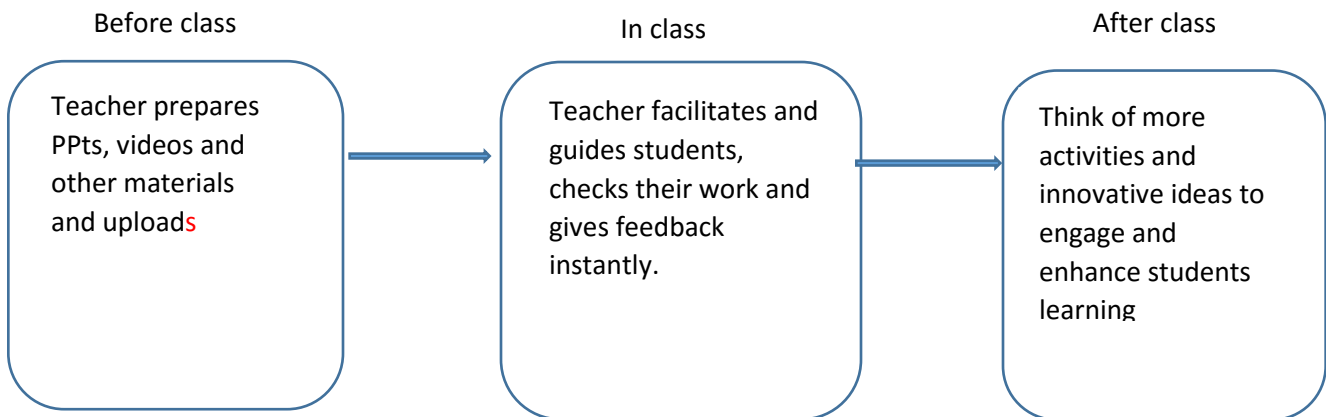 Before class
In class
After class
Teacher prepares
PPts, videos and
other materials
and uploads
Teacher facilitates and
guides students,
checks their work and
gives feedback
instantly.
Think of more
activities and
innovative ideas to
engage and
enhance students
learning